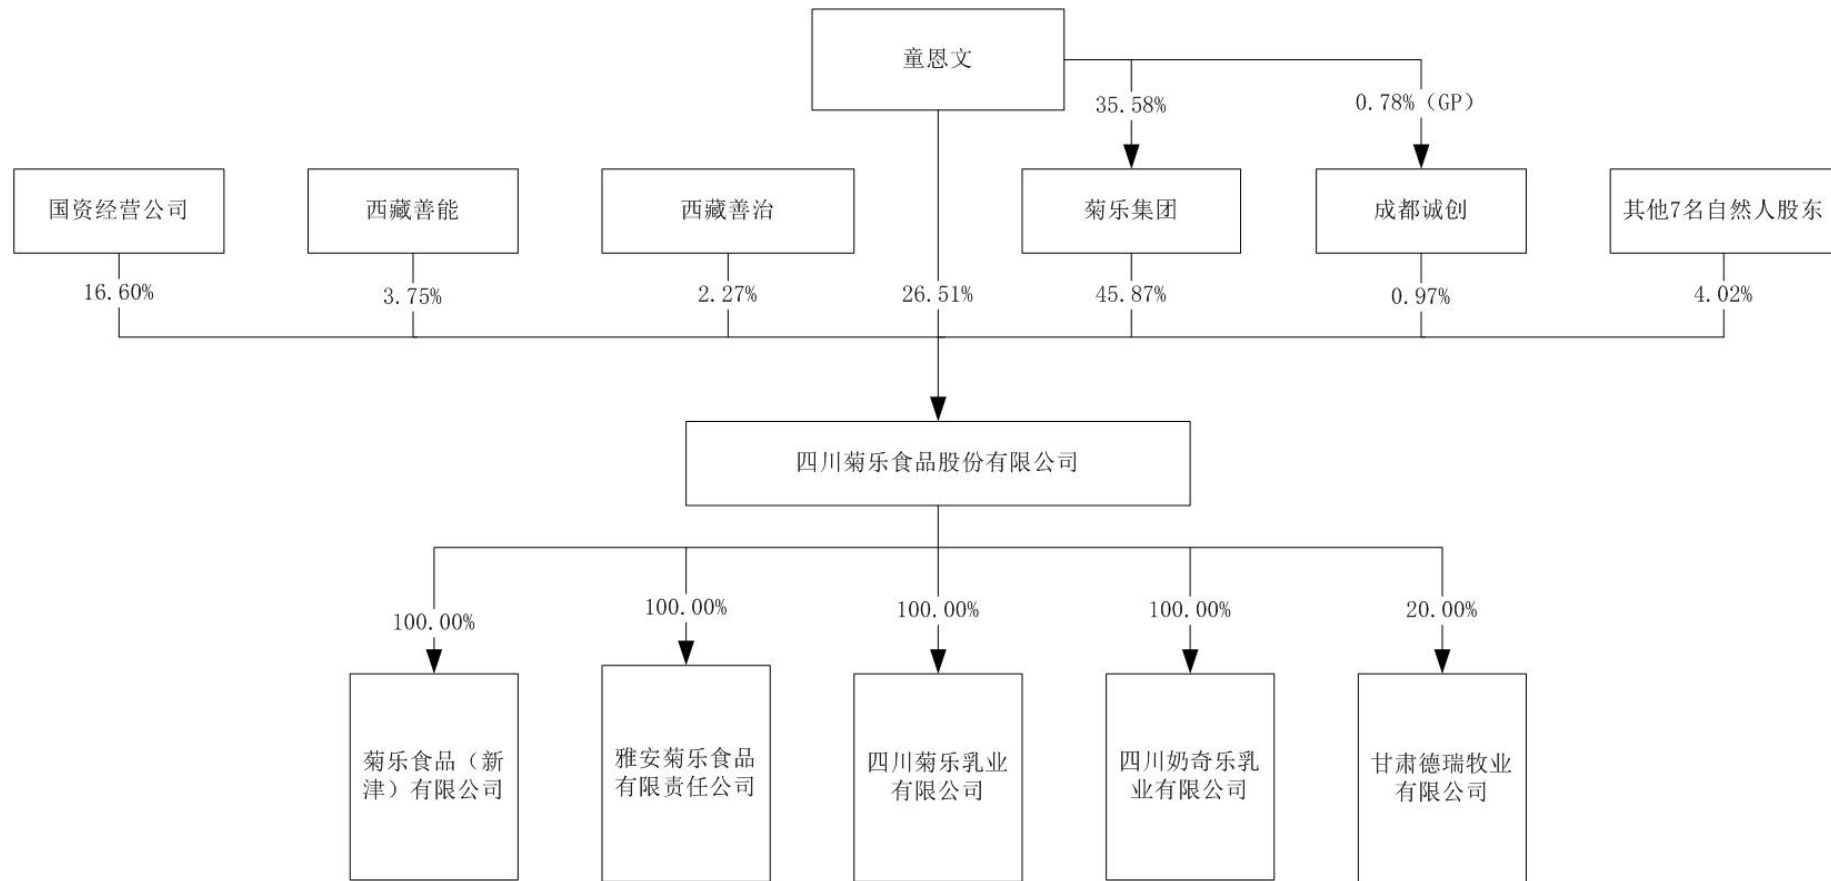 童恩文
35.58%
0.78%（GP）
国资经营公司
西藏善能
西藏善治
菊乐集团
成都诚创
其他7名自然人股东
16.60%
3.75%
2.27%
26.51%
45.87%
0.97%
4.02%
四川菊乐食品股份有限公司
100.00%
100.00%
100.00%
100.00%
20.00%
菊乐食品（新
津）有限公司
雅安菊乐食品
有限责任公司
四川菊乐乳业
有限公司
四川奶奇乐乳
业有限公司
甘肃德瑞牧业
有限公司